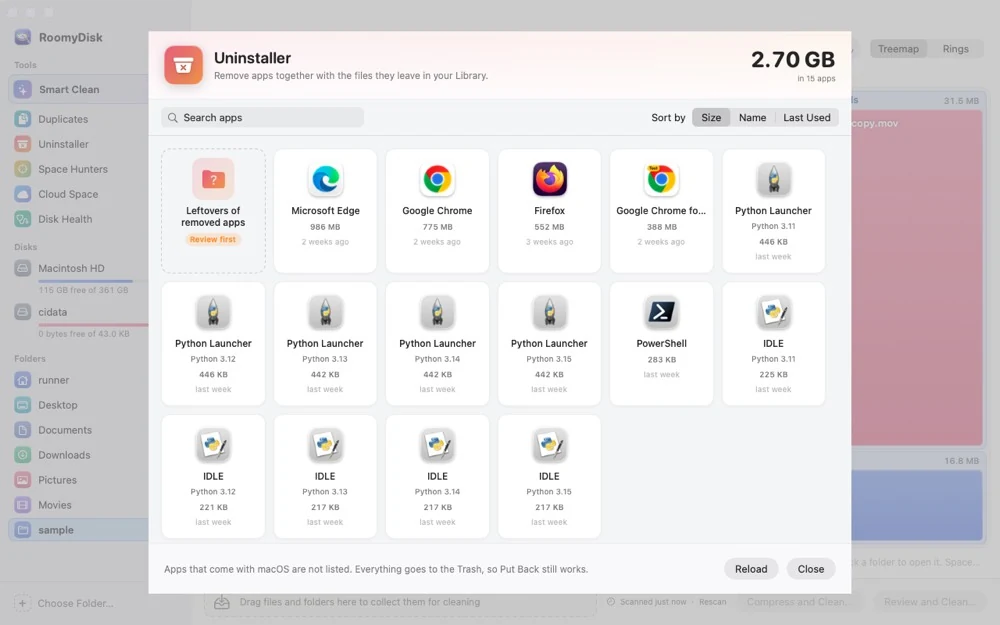 RoomyDisk
Tools
Smart Clean
Duplicates
Uninstaller
Space Hunters
Cloud Space
Disk Health
Disks
Macintosh HD
115 GB free of 361 GB
cidata
0 bytes free of 43.0 KB
Folders
runner
Desktop
Documents
Downloads
Pictures
Movies
sample
Choose Folder...
Uninstaller
Remove apps together with the files they leave in your Library.
2.70 GB
in 15 apps
Search apps
Sort by Size Name Last Used
Leftovers of
removed apps
Review first
Microsoft Edge
986 MB
2 weeks ago
Google Chrome
775 MB
2 weeks ago
Firefox
552 MB
3 weeks ago
Test
Google Chrome fo...
388 MB
2 weeks ago
Python Launcher
Python 3.11
446 KB
last week
Python Launcher
Python 3.12
446 KB
last week
Python Launcher
Python 3.13
442 KB
last week
Python Launcher
Python 3.14
442 KB
last week
Python Launcher
Python 3.15
442 KB
last week
PowerShell
283 KB
last week
IDLE
Python 3.11
225 KB
last week
IDLE
Python 3.12
221 KB
last week
IDLE
Python 3.13
217 KB
last week
IDLE
Python 3.14
217 KB
last week
IDLE
Python 3.15
217 KB
last week
Apps that come with macOS are not listed. Everything goes to the Trash, so Put Back still works.
Reload
Close
Treemap
Rings
31.5 MB
copy.mov
16.8 MB
k a folder to open it. Space...
Drag files and folders here to collect them for cleaning
Scanned just now · Rescan
Compress and Clean...
Review and Clean...